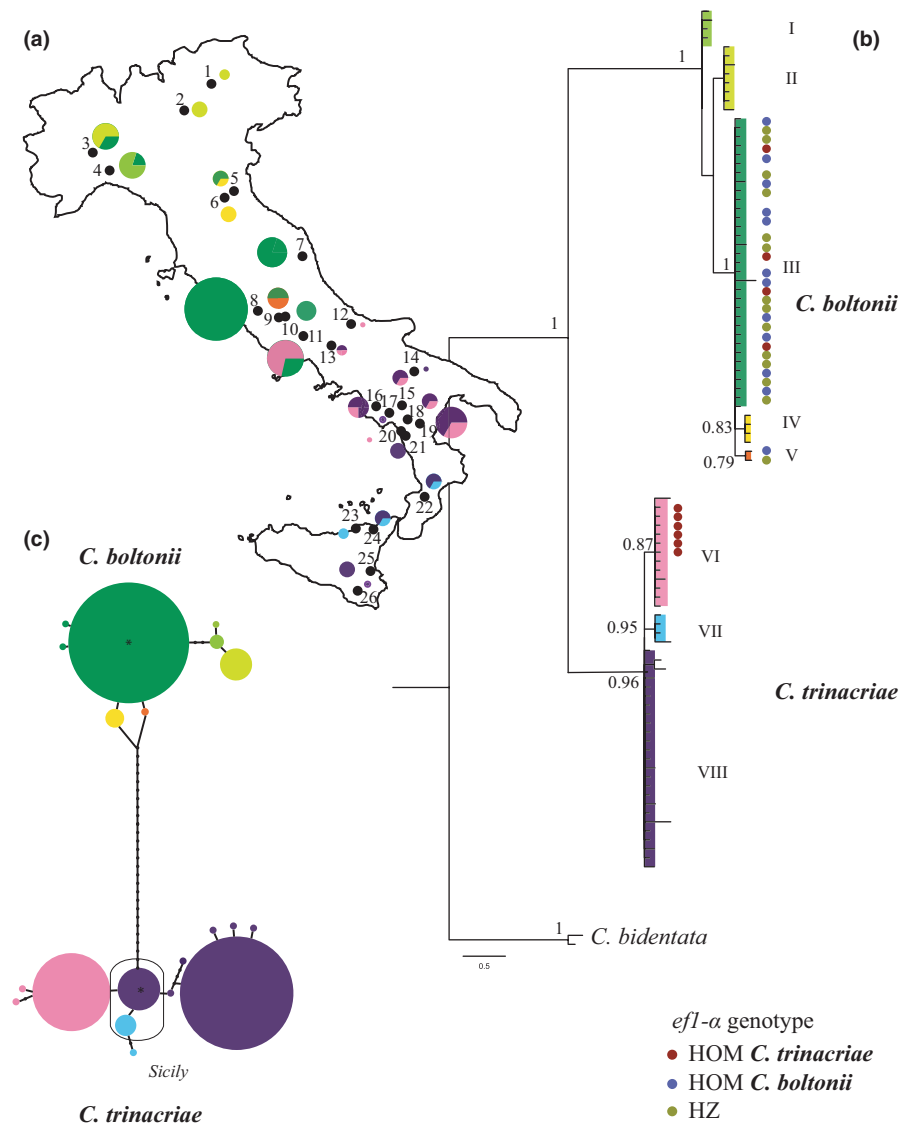 (a)
1
2
3
4
5
6
7
8
9
10
11
12
13
14
15
16
17
18
19
20
21
22
23
24
25
26
(b)
1
I
II
1
III
C. boltonii
1
0.83
IV
0.79
V
0.87
VI
0.95
VII
0.96
C. trinacriae
VIII
1
C. bidentata
0.5
(c)
C. boltonii
Sicily
C. trinacriae
ef1-α genotype
HOM C. trinacriae
HOM C. boltonii
HZ